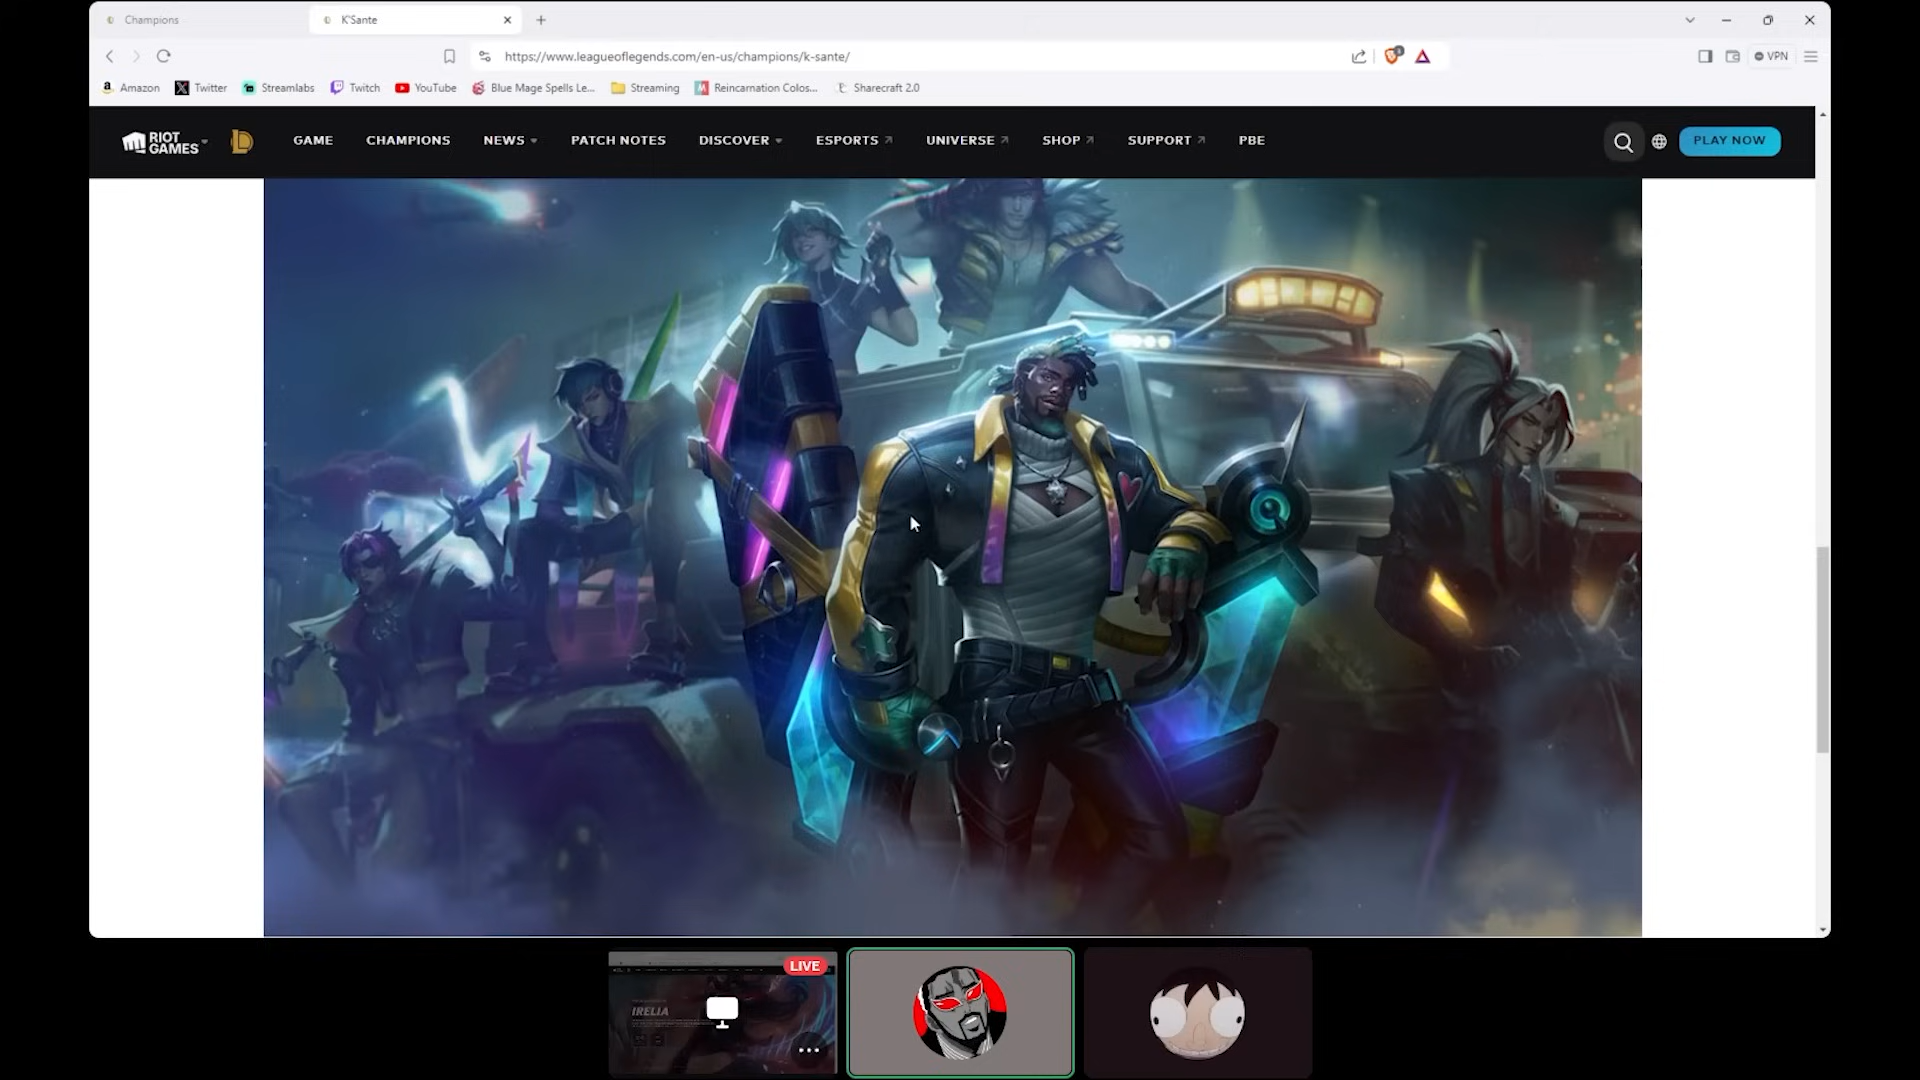 Champions
K'Sante
https://www.leagueoflegends.com/en-us/champions/k-sante/
VPN
Amazon
Twitter
Streamlabs
Twitch
YouTube
Blue Mage Spells Le...
Streaming
Reincarnation Colos...
Sharecraft 2.0
RIOT GAMES
GAME
CHAMPIONS
NEWS
PATCH NOTES
DISCOVER
ESPORTS
UNIVERSE
SHOP
SUPPORT
PBE
PLAY NOW
LIVE
IRELIA